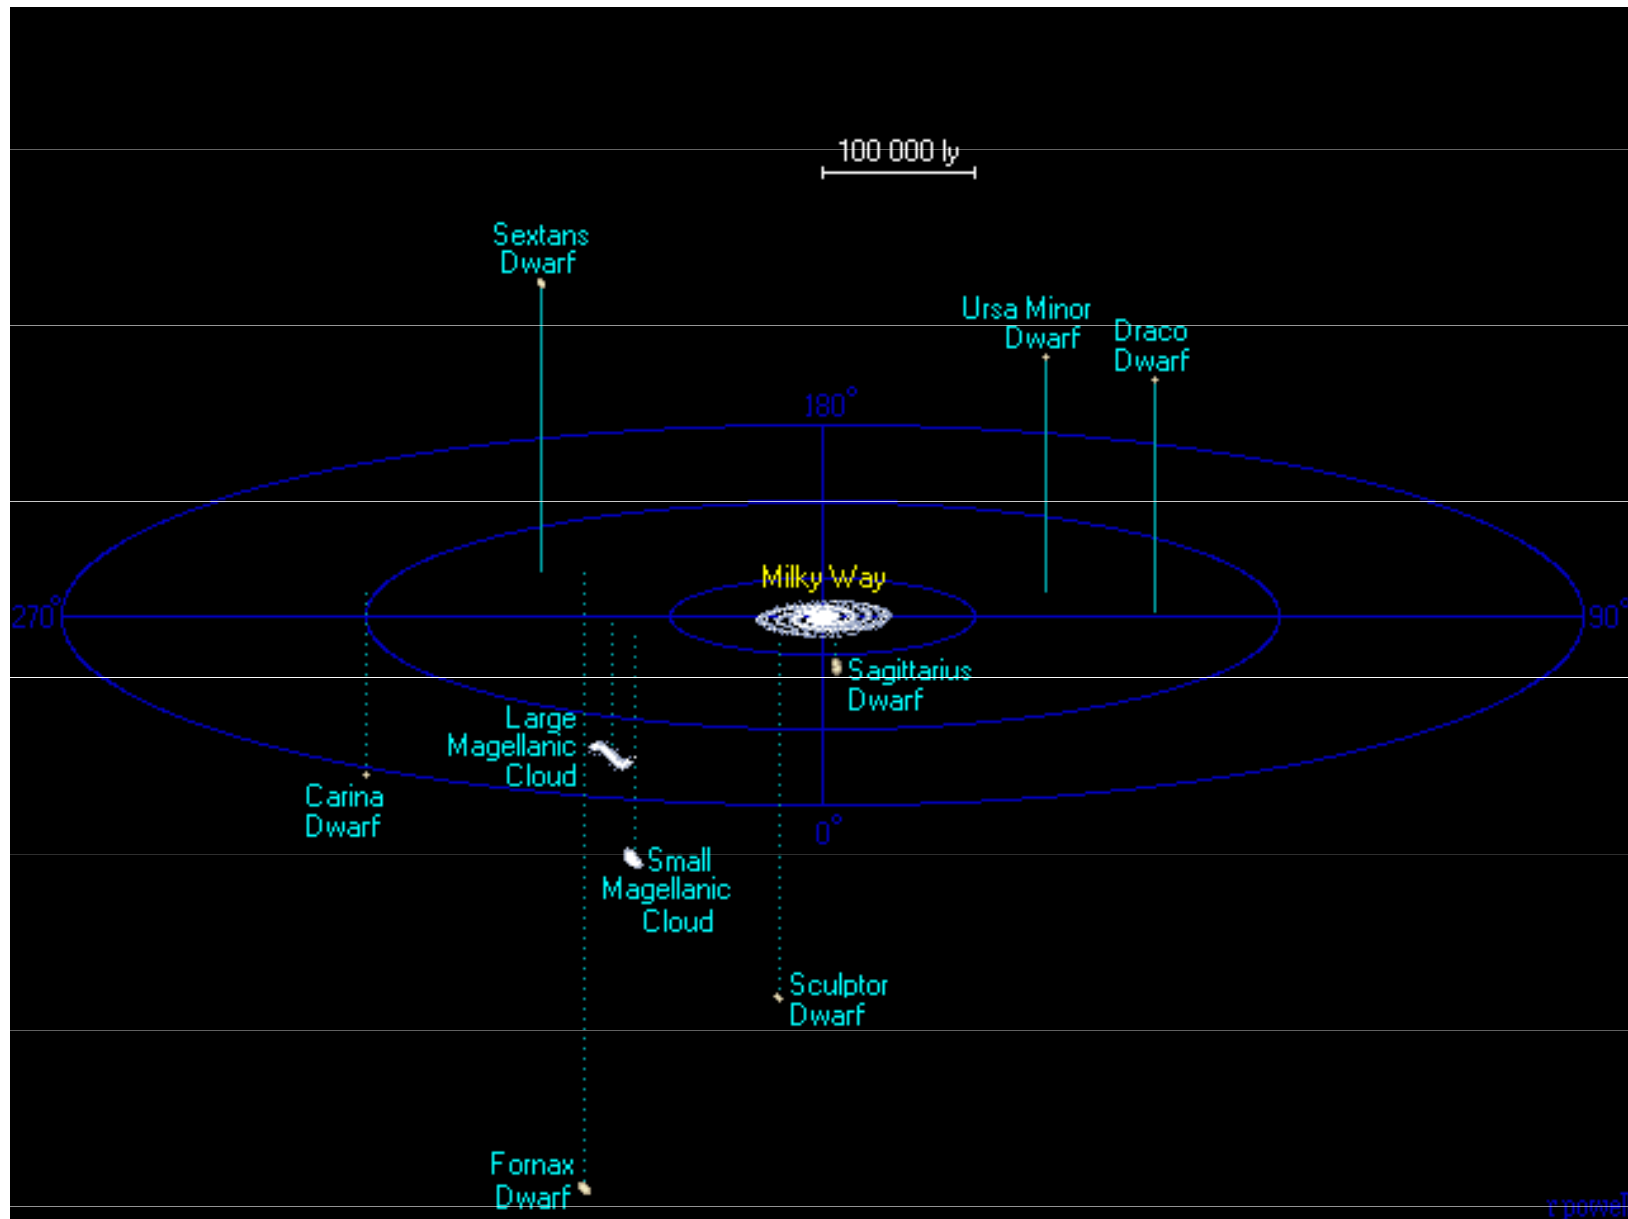 100 000 ly
Sextans
Dwarf
Ursa Minor
Dwarf
Draco
Dwarf
180°
Milky Way
270°
90°
Sagittarius
Dwarf
Large
Magellanic
Cloud
Carina
Dwarf
0°
Small
Magellanic
Cloud
Sculptor
Dwarf
Fornax
Dwarf
r powel